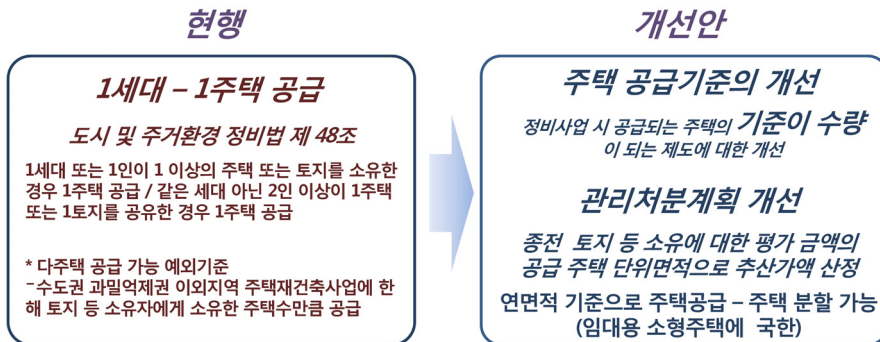 현행
1세대 – 1주택 공급
도시 및 주거환경 정비법 제 48조
1세대 또는 1인이 1 이상의 주택 또는 토지를 소유한
경우 1주택 공급 / 같은 세대 아닌 2인 이상이 1주택
또는 1토지를 공유한 경우 1주택 공급
* 다주택 공급 가능 예외기준
-수도권 과밀억제권 이외지역 주택재건축사업에 한
해 토지 등 소유자에게 소유한 주택수만큼 공급
개선안
주택 공급기준의 개선
정비사업 시 공급되는 주택의 기준이 수량
이 되는 제도에 대한 개선
관리처분계획 개선
종전 토지 등 소유에 대한 평가 금액의
공급 주택 단위면적으로 추산가액 산정
연면적 기준으로 주택공급 – 주택 분할 가능
(임대용 소형주택에 국한)